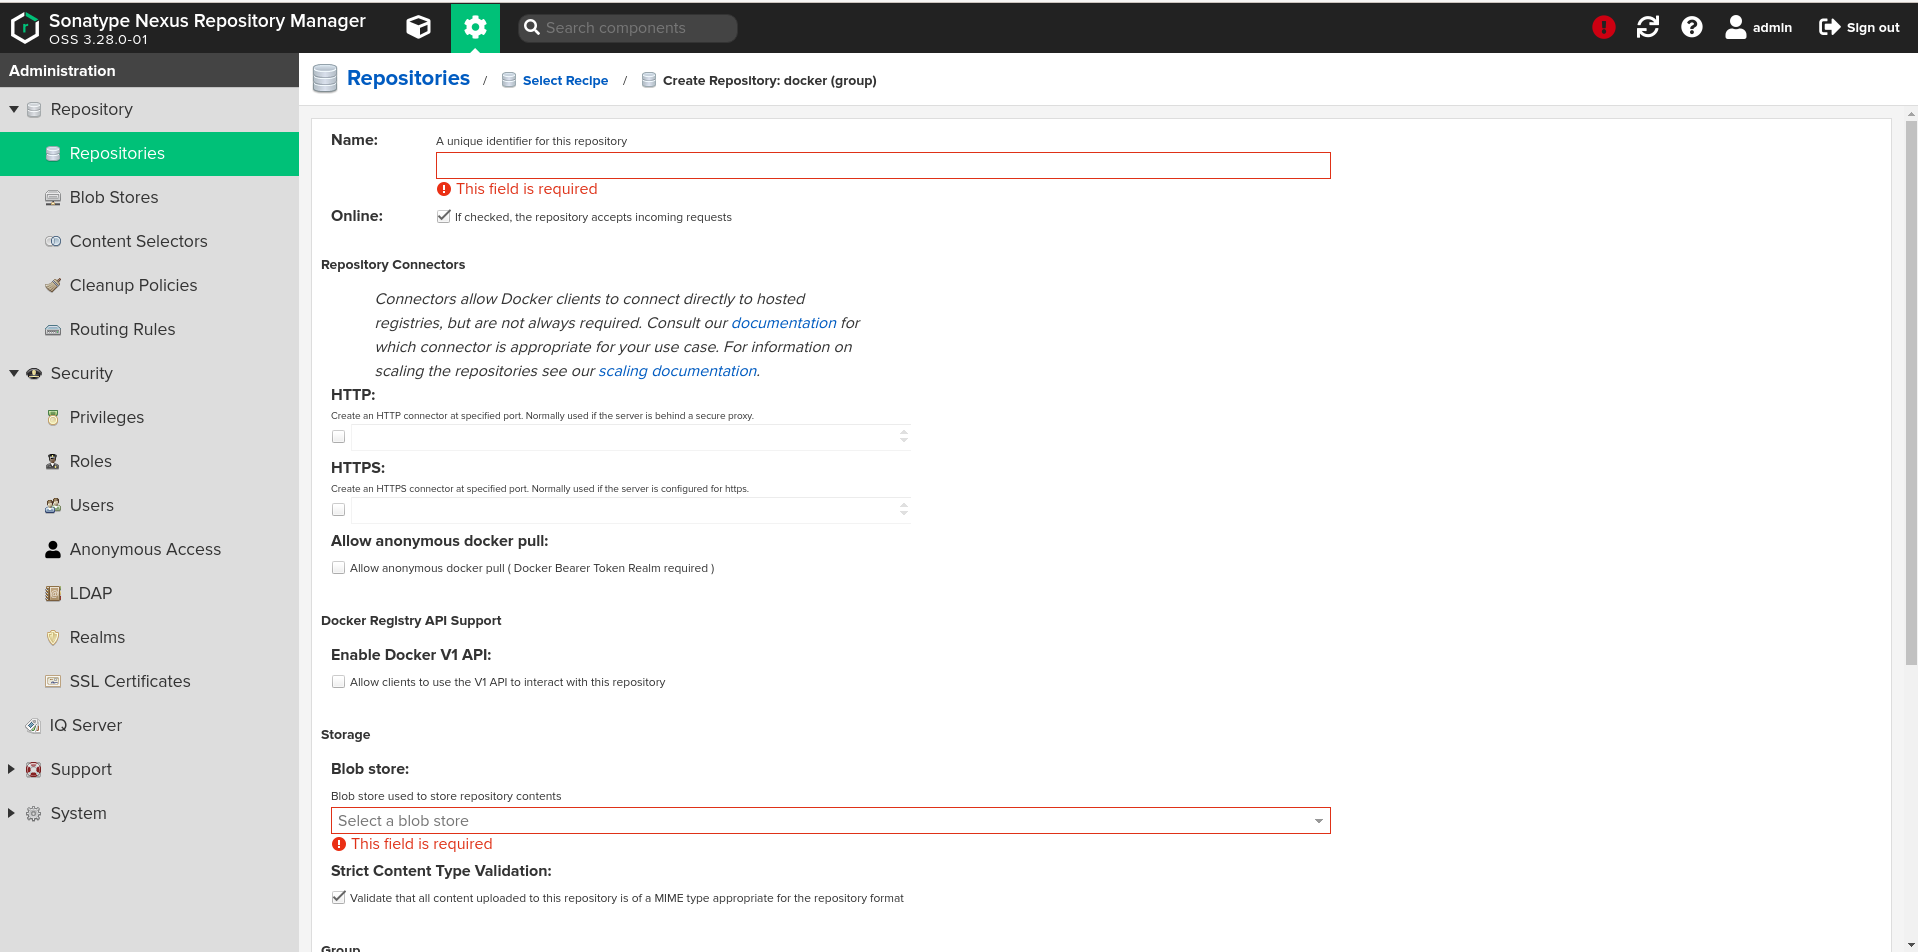 Sonatype Nexus Repository Manager
OSS 3.28.0-01
Search components
admin
Sign out
Administration
Repository
Repositories
Blob Stores
Content Selectors
Cleanup Policies
Routing Rules
Security
Privileges
Roles
Users
Anonymous Access
LDAP
Realms
SSL Certificates
IQ Server
Support
System
Repositories / Select Recipe / Create Repository: docker (group)
Name:
A unique identifier for this repository
This field is required
Online:
If checked, the repository accepts incoming requests
Repository Connectors
Connectors allow Docker clients to connect directly to hosted
registries, but are not always required. Consult our documentation for
which connector is appropriate for your use case. For information on
scaling the repositories see our scaling documentation.
HTTP:
Create an HTTP connector at specified port. Normally used if the server is behind a secure proxy.
HTTPS:
Create an HTTPS connector at specified port. Normally used if the server is configured for https.
Allow anonymous docker pull:
Allow anonymous docker pull ( Docker Bearer Token Realm required )
Docker Registry API Support
Enable Docker V1 API:
Allow clients to use the V1 API to interact with this repository
Storage
Blob store:
Blob store used to store repository contents
Select a blob store
This field is required
Strict Content Type Validation:
Validate that all content uploaded to this repository is of a MIME type appropriate for the repository format
Group